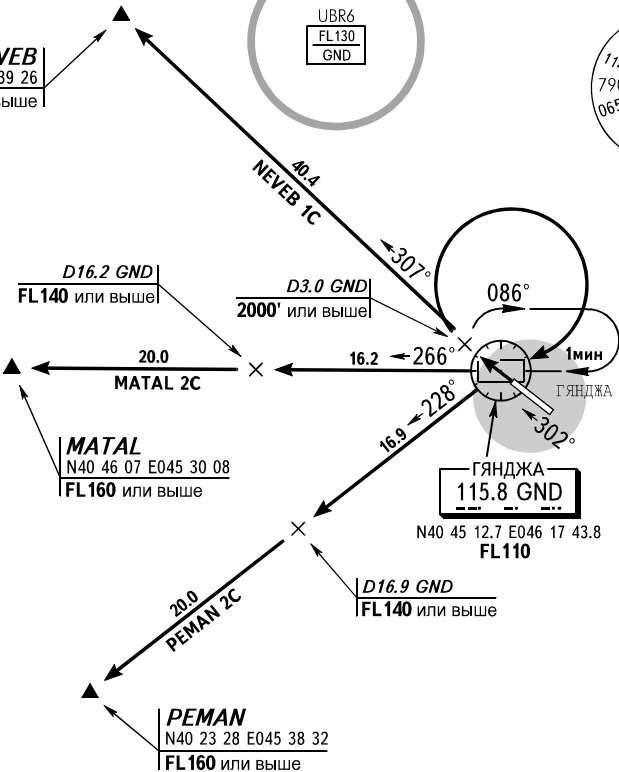 UBR6
FL130
GND
VEB
39 26
выше
40.4
NEVEB 1C
307°
D16.2 GND
FL140 или выше
D3.0 GND
2000' или выше
086°
1мин
ГЯНДЖА
20.0
MATAL 2C
16.2
266°
228°
16.9
302°
MATAL
N40 46 07 E045 30 08
FL160 или выше
ГЯНДЖА
115.8 GND
N40 45 12.7 E046 17 43.8
FL110
D16.9 GND
FL140 или выше
20.0
PEMAN 2C
PEMAN
N40 23 28 E045 38 32
FL160 или выше